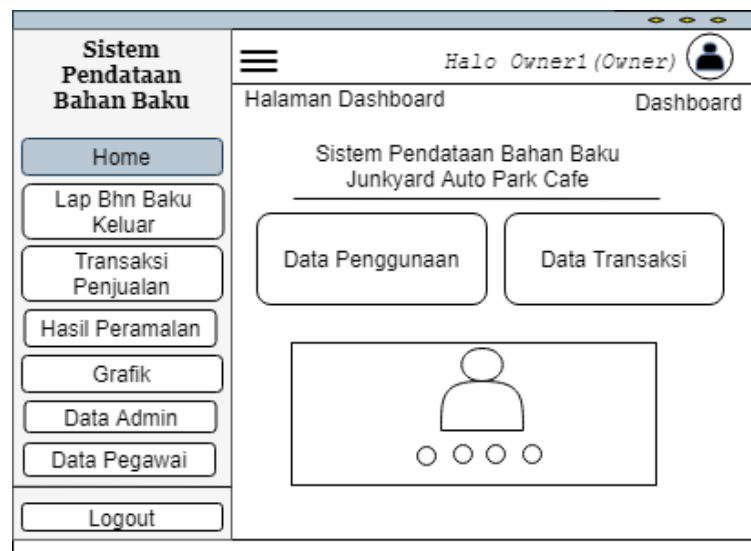 Sistem
Pendataan
Bahan Baku
Home
Lap Bhn Baku
Keluar
Transaksi
Penjualan
Hasil Peramalan
Grafik
Data Admin
Data Pegawai
Logout
Halo Owner1(Owner)
Halaman Dashboard
Dashboard
Sistem Pendataan Bahan Baku
Junkyard Auto Park Cafe
Data Penggunaan
Data Transaksi